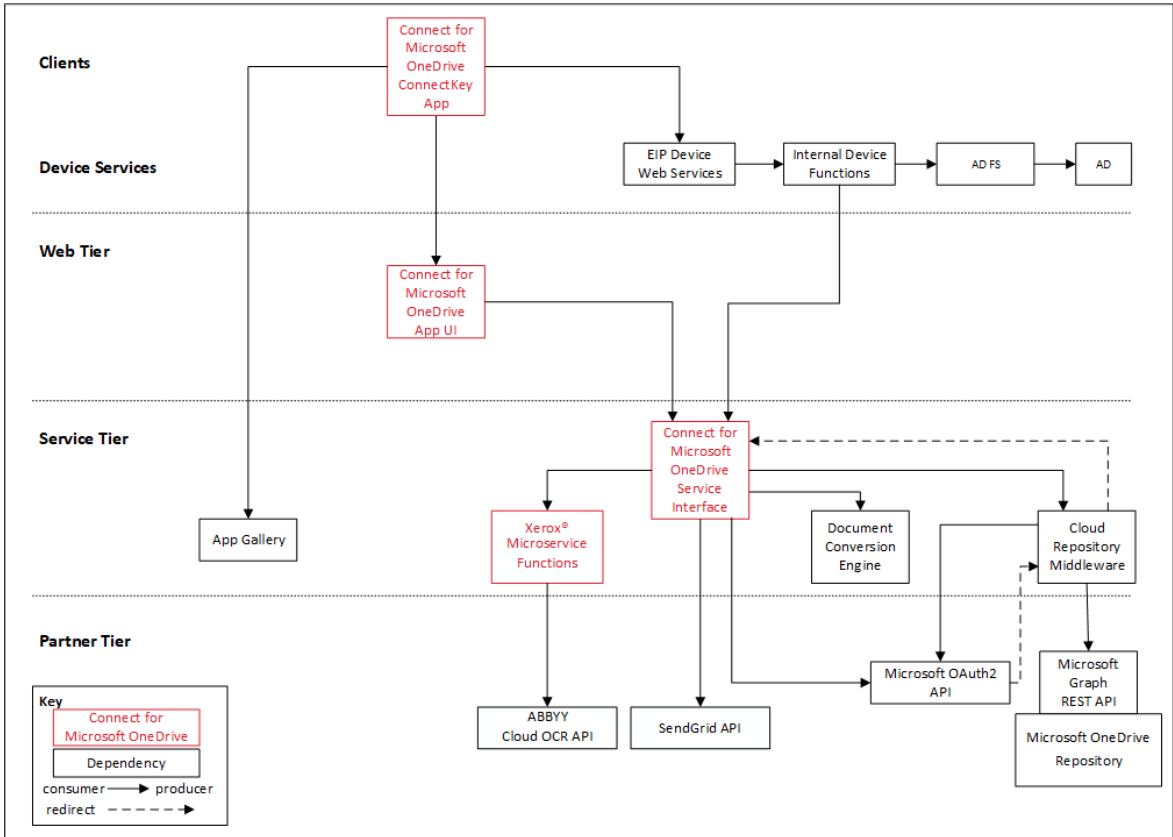 Clients
Connect for
Microsoft
OneDrive
ConnectKey
App
Device Services
EIP Device
Web Services
Internal Device
Functions
AD FS
AD
Web Tier
Connect for
Microsoft
OneDrive
App UI
Service Tier
Connect for
Microsoft
OneDrive
Service
Interface
App Gallery
Xerox®
Microservice
Functions
Document
Conversion
Engine
Cloud
Repository
Middleware
Partner Tier
Microsoft OAuth2
API
Microsoft
Graph
REST API
ABBYY
Cloud OCR API
SendGrid API
Microsoft OneDrive
Repository
Key
Connect for
Microsoft OneDrive
Dependency
consumer producer
redirect